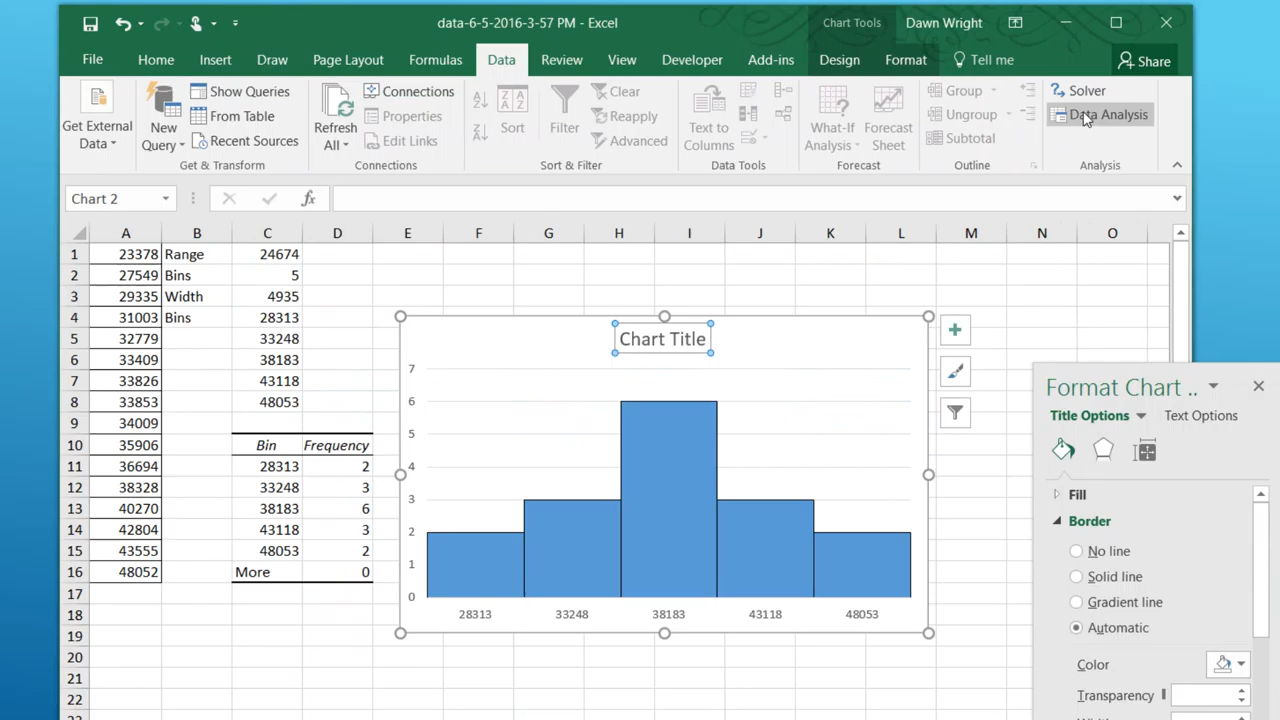 data-6-5-2016-3-57 PM - Excel
Chart Tools
Dawn Wright
File Home Insert Draw Page Layout Formulas Data Review View Developer Add-ins Design Format Tell me Share
Get External Data
New Query
Show Queries
From Table
Recent Sources
Get & Transform
Refresh All
Connections
Properties
Edit Links
Connections
Sort
Filter
Clear
Reapply
Advanced
Sort & Filter
Text to Columns
Data Tools
What-If Analysis
Forecast Sheet
Forecast
Group
Ungroup
Subtotal
Outline
Solver
Data Analysis
Analysis
Chart 2
fx
A B C D E F G H I J K L M N O
1 23378 Range 24674
2 27549 Bins 5
3 29335 Width 4935
4 31003 Bins 28313
5 32779 33248
6 33409 38183
7 33826 43118
8 33853 48053
9 34009
10 35906 Bin Frequency
11 36694 28313 2
12 38328 33248 3
13 40270 38183 6
14 42804 43118 3
15 43555 48053 2
16 48052 More 0
17
18
19
20
21
22
Chart Title
7
6
5
4
3
2
1
0
28313 33248 38183 43118 48053
Format Chart ..
Title Options Text Options
Fill
Border
No line
Solid line
Gradient line
Automatic
Color
Transparency